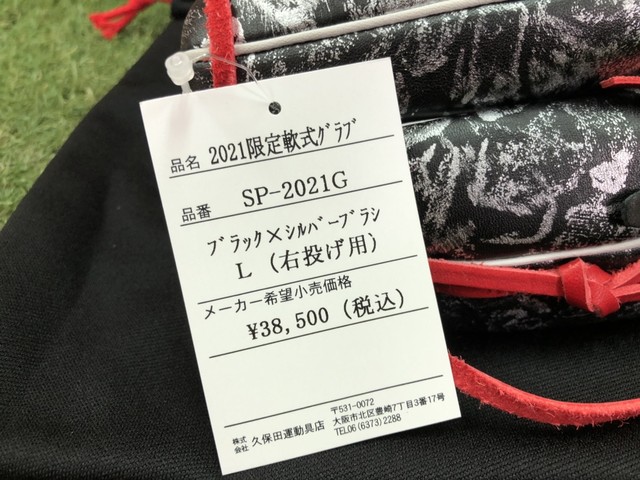 品名 2021限定軟式グラブ
品番 SP-2021G
ブラック×シルバーブラシ
L（右投げ用）
メーカー希望小売価格
¥38,500（税込）
株式会社 久保田運動具店
〒531-0072
大阪市北区豊崎7丁目3番17号
TEL06(6373)2288